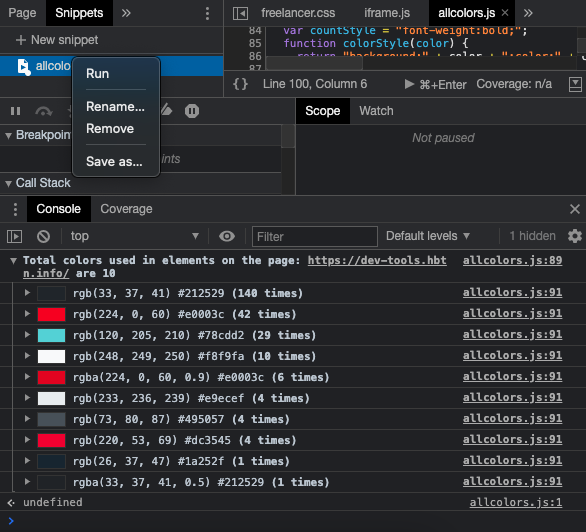 Page Snippets »
freelancer.css iframe.js allcolors.js × »
+ New snippet
84 var countStyle = "font-weight:bold;";
85 function colorStyle(color) {
86 return "background:" + color + ";color:" +
87
allcolo
Run
Rename...
Remove
Save as...
{} Line 100, Column 6 ⌘+Enter Coverage: n/a
Scope Watch
Breakpoin
Not paused
ints
Call Stack
Console Coverage
top Filter Default levels 1 hidden
Total colors used in elements on the page: https://dev-tools.hbt allcolors.js:89
n.info/ are 10
rgb(33, 37, 41) #212529 (140 times) allcolors.js:91
rgb(224, 0, 60) #e0003c (42 times) allcolors.js:91
rgb(120, 205, 210) #78cdd2 (29 times) allcolors.js:91
rgb(248, 249, 250) #f8f9fa (10 times) allcolors.js:91
rgba(224, 0, 60, 0.9) #e0003c (6 times) allcolors.js:91
rgb(233, 236, 239) #e9ecef (4 times) allcolors.js:91
rgb(73, 80, 87) #495057 (4 times) allcolors.js:91
rgb(220, 53, 69) #dc3545 (4 times) allcolors.js:91
rgb(26, 37, 47) #1a252f (1 times) allcolors.js:91
rgba(33, 37, 41, 0.5) #212529 (1 times) allcolors.js:91
undefined allcolors.js:1